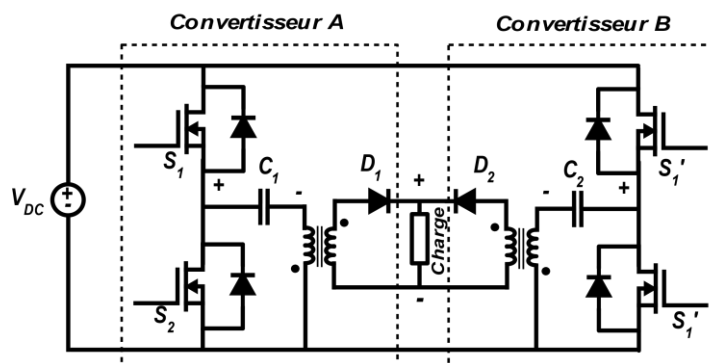 Convertisseur A
Convertisseur B
S1
C1
D1
D2
C2
S1'
+
-
+
-
+
VDC
+
-
Charge
-
S2
S1'